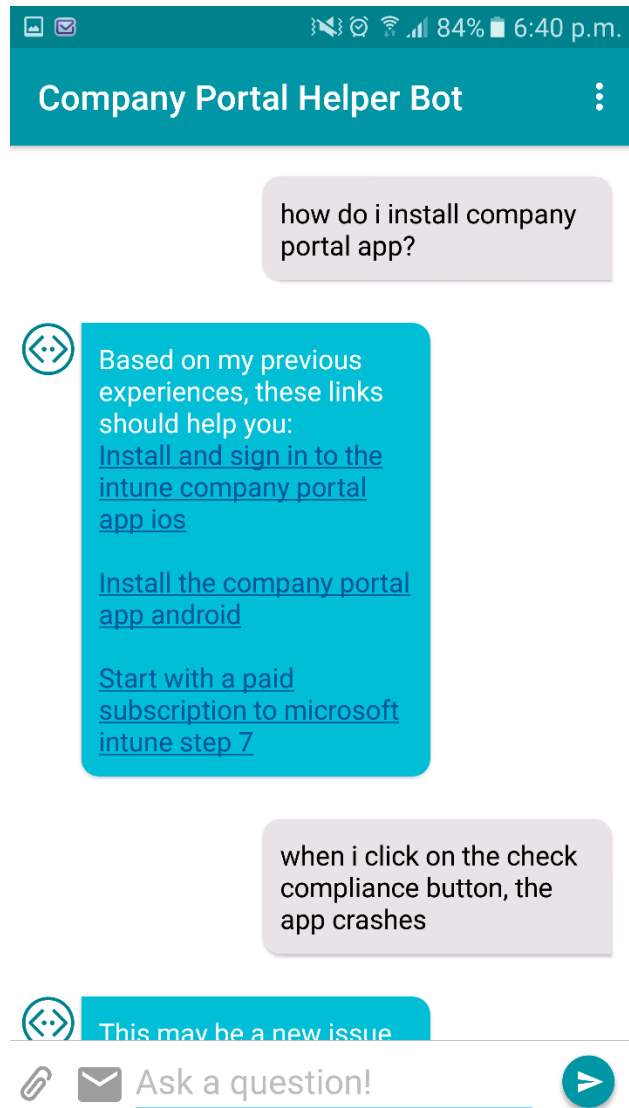 84% 6:40 p.m.
Company Portal Helper Bot
how do i install company
portal app?
Based on my previous
experiences, these links
should help you:
Install and sign in to the
intune company portal
app ios
Install the company portal
app android
Start with a paid
subscription to microsoft
intune step 7
when i click on the check
compliance button, the
app crashes
This may be a new issue
Ask a question!